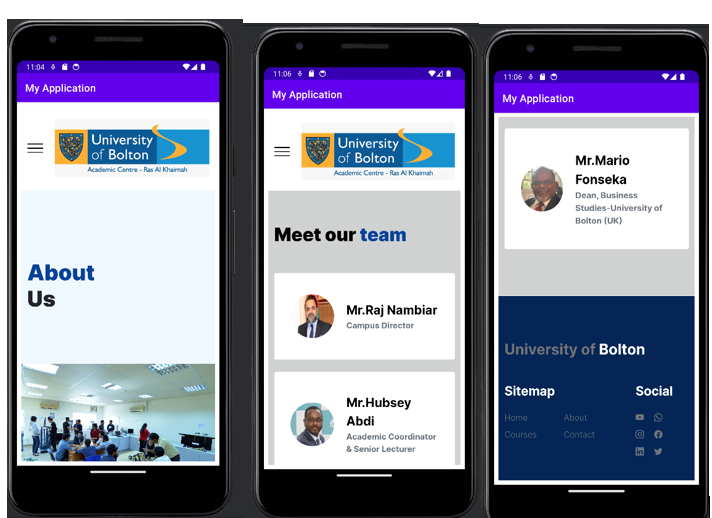 11:04
My Application
University
of Bolton
Academic Centre - Ras Al Khaimah
About
Us
11:06
My Application
University
of Bolton
Academic Centre - Ras Al Khaimah
Meet our team
Mr.Raj Nambiar
Campus Director
Mr.Hubsey
Abdi
Academic Coordinator
& Senior Lecturer
11:06
My Application
Mr.Mario
Fonseka
Dean, Business
Studies-University of
Bolton (UK)
University of Bolton
Sitemap
Social
Home
About
Courses
Contact